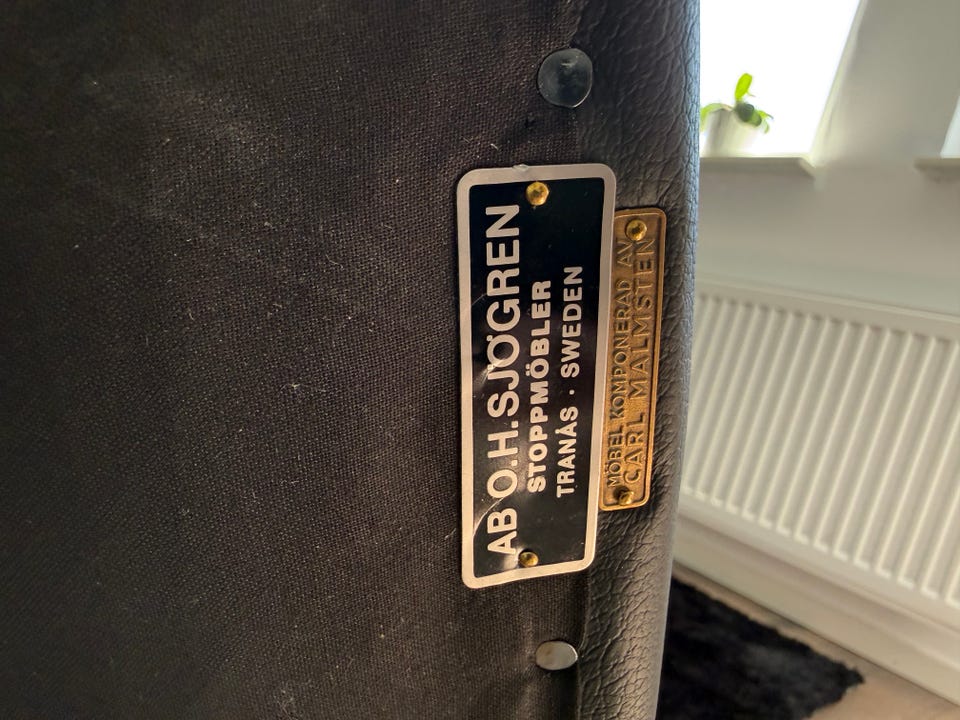 AB O.H.SJÖGREN
STOPPMÖBLER
TRANÅS · SWEDEN
MÖBEL KOMPONERAD AV
CARL MALMSTEN